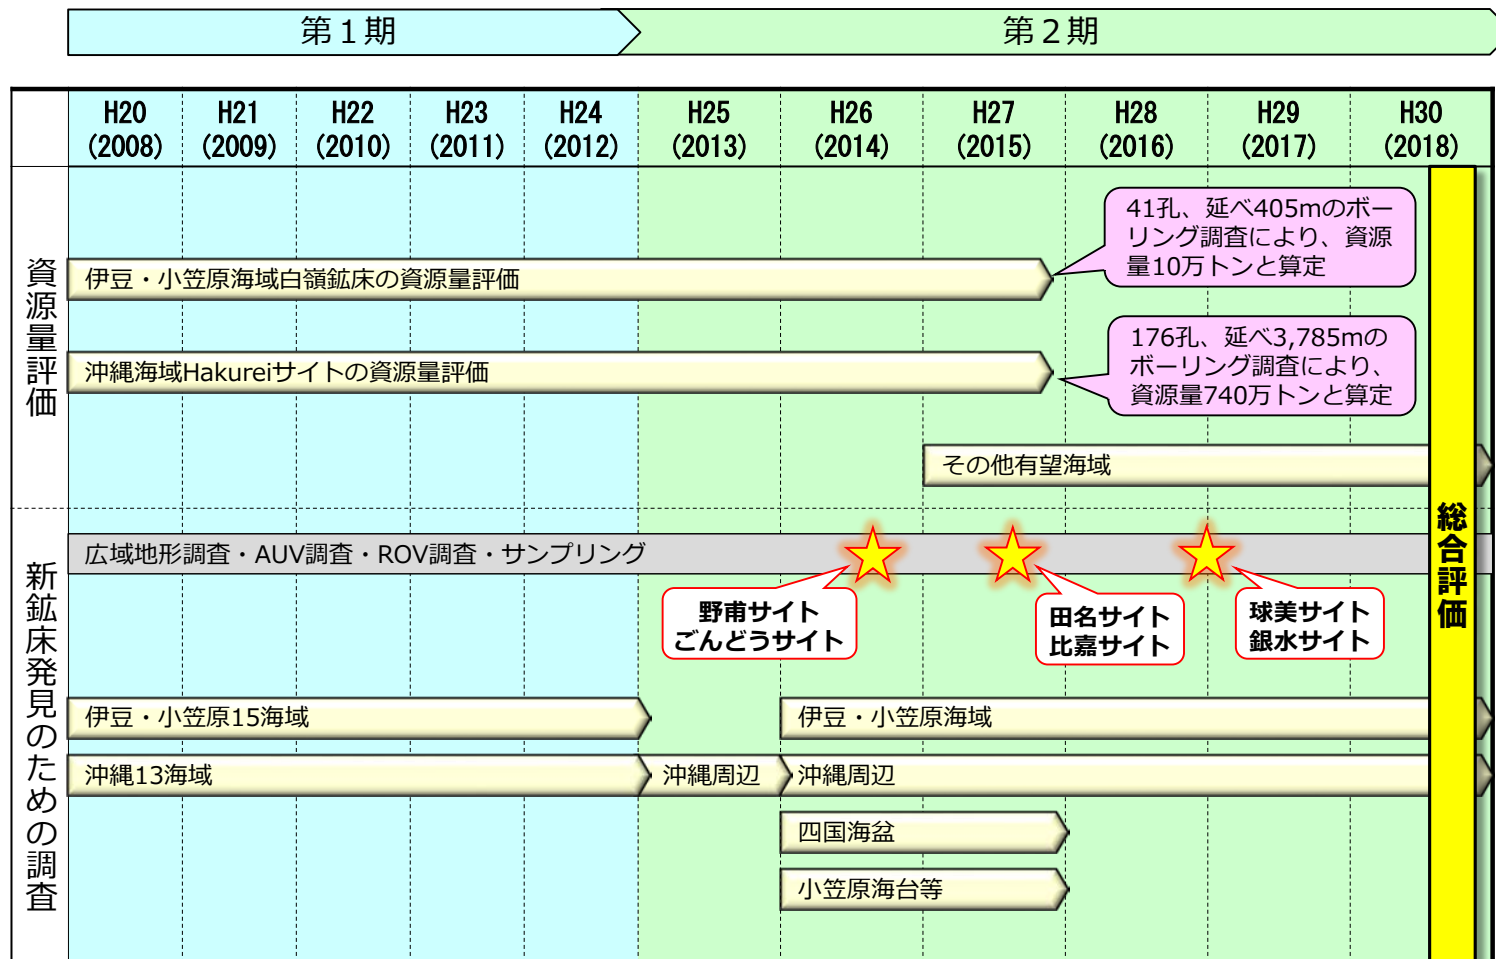 第１期
第２期
H20
(2008)
H21
(2009)
H22
(2010)
H23
(2011)
H24
(2012)
H25
(2013)
H26
(2014)
H27
(2015)
H28
(2016)
H29
(2017)
H30
(2018)
資源量評価
伊豆・小笠原海域白嶺鉱床の資源量評価
41孔、延べ405mのボー
リング調査により、資源
量10万トンと算定
沖縄海域Hakureiサイトの資源量評価
176孔、延べ3,785mの
ボーリング調査により、
資源量740万トンと算定
その他有望海域
総合評価
新鉱床発見のための調査
広域地形調査・AUV調査・ROV調査・サンプリング
野甫サイト
ごんどうサイト
田名サイト
比嘉サイト
球美サイト
銀水サイト
伊豆・小笠原15海域
伊豆・小笠原海域
沖縄13海域
沖縄周辺
沖縄周辺
四国海盆
小笠原海台等